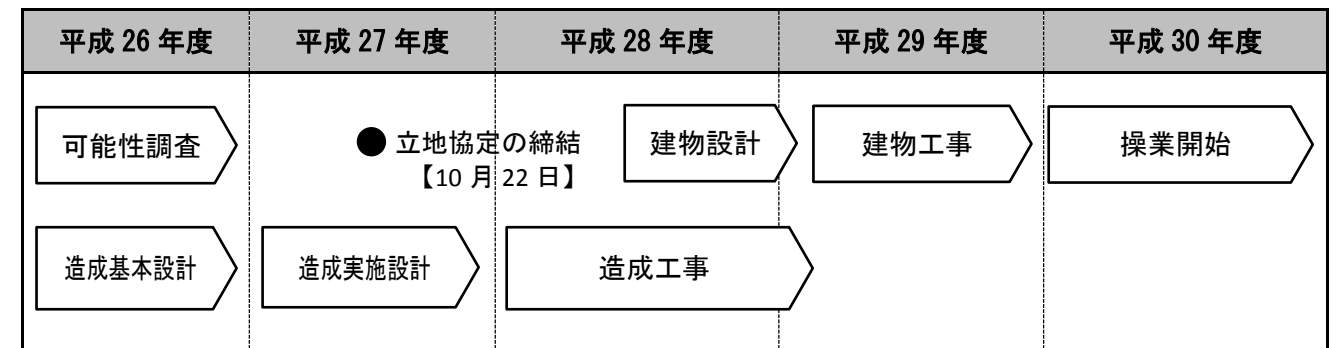 平成 26 年度
平成 27 年度
平成 28 年度
平成 29 年度
平成 30 年度
可能性調査
● 立地協定の締結
【10 月 22 日】
建物設計
建物工事
操業開始
造成基本設計
造成実施設計
造成工事